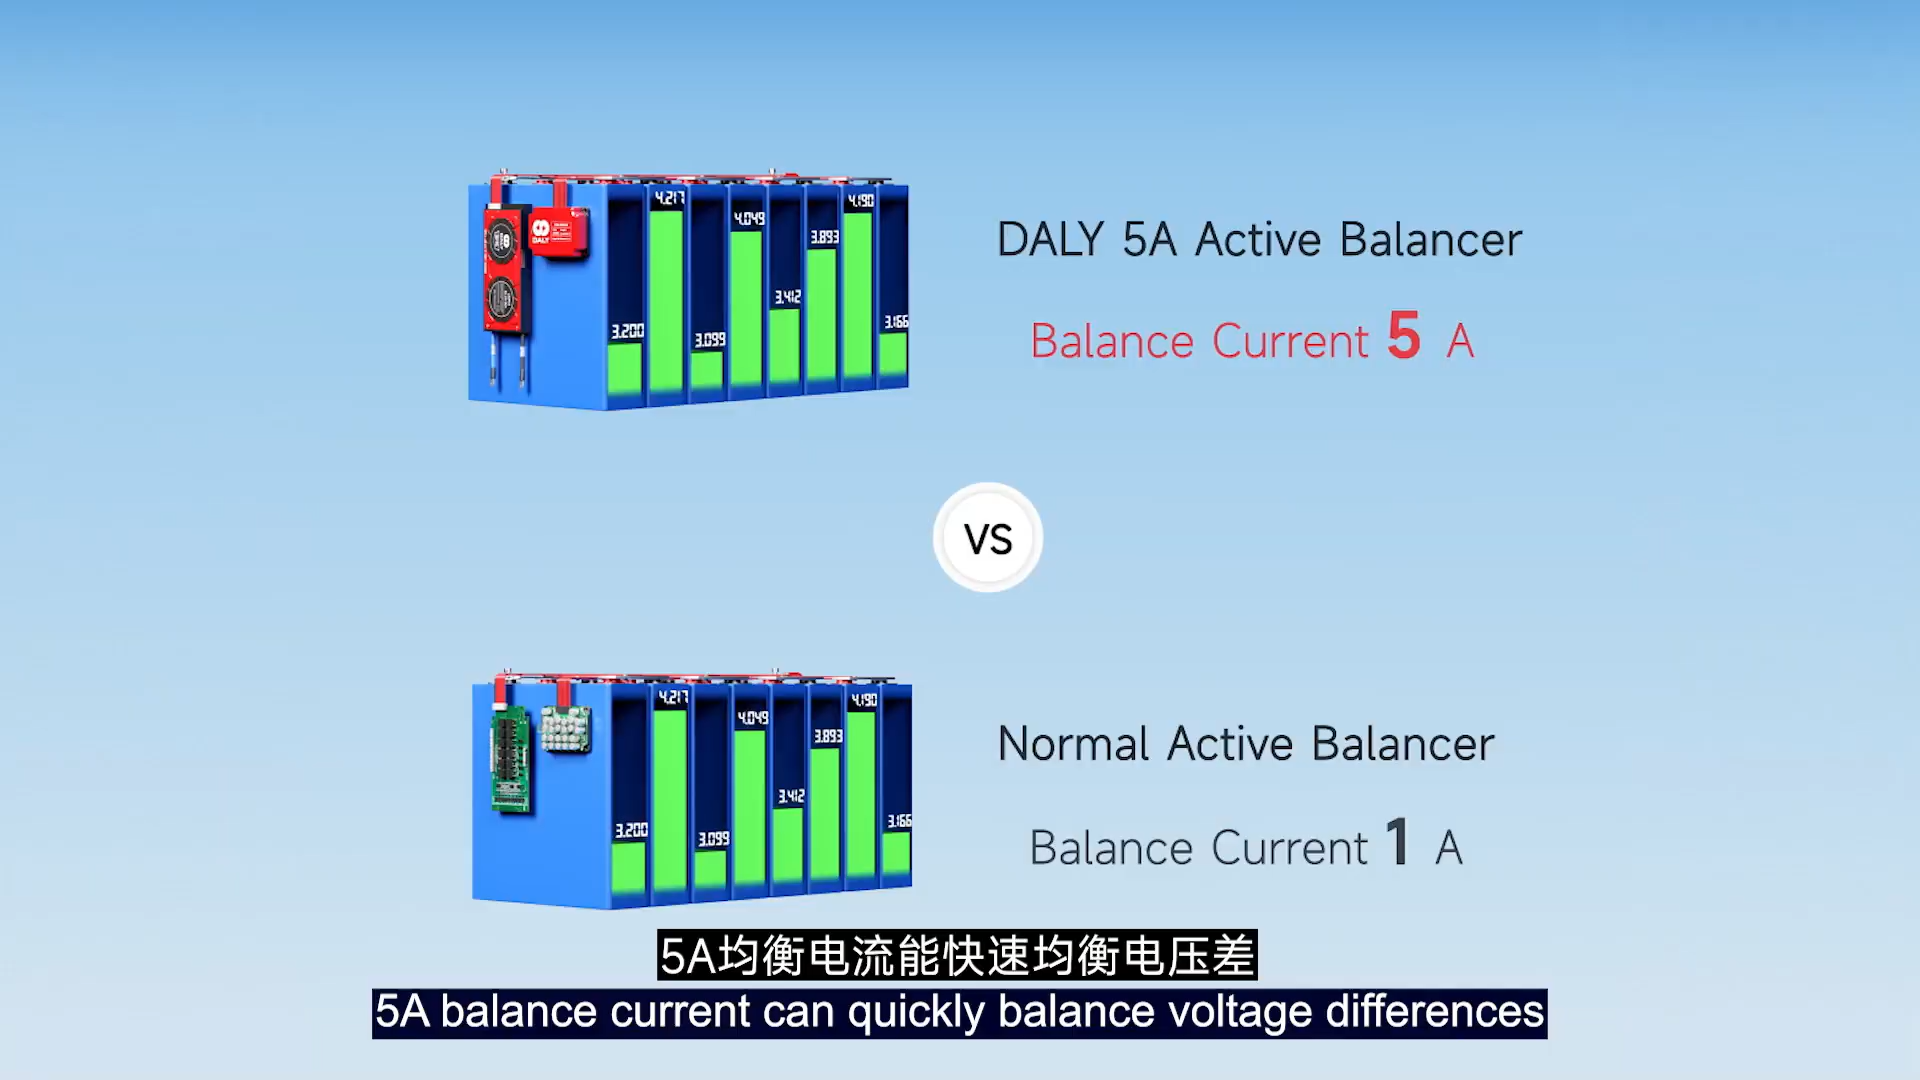 4.217
4.190
4.049
3.893
3.412
3.200
3.166
3.099
DALY
DALY 5A Active Balancer
Balance Current 5 A
VS
4.217
4.190
4.049
3.893
3.412
3.200
3.166
3.099
Normal Active Balancer
Balance Current 1 A
5A均衡电流能快速均衡电压差
5A balance current can quickly balance voltage differences